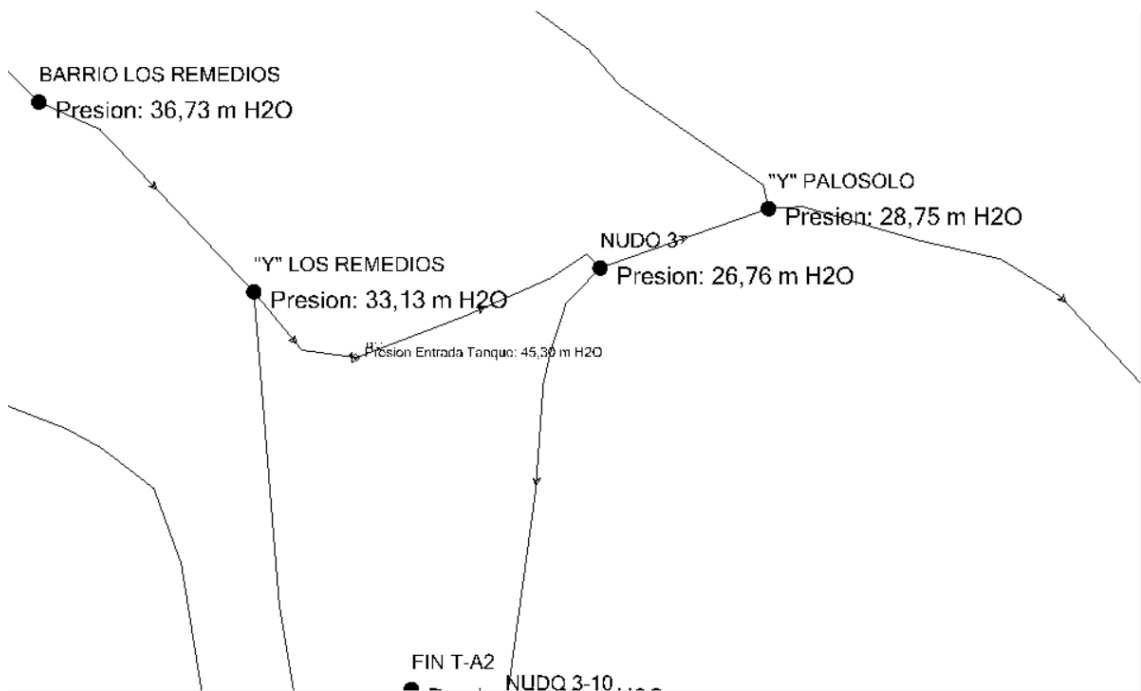 BARRIO LOS REMEDIOS
Presion: 36,73 m H2O
"Y" PALOSOLO
Presion: 28,75 m H2O
NUDO 3
Presion: 26,76 m H2O
"Y" LOS REMEDIOS
Presion: 33,13 m H2O
Presion Entrada Tanque: 45,30 m H2O
FIN T-A2
NUDO 3-10